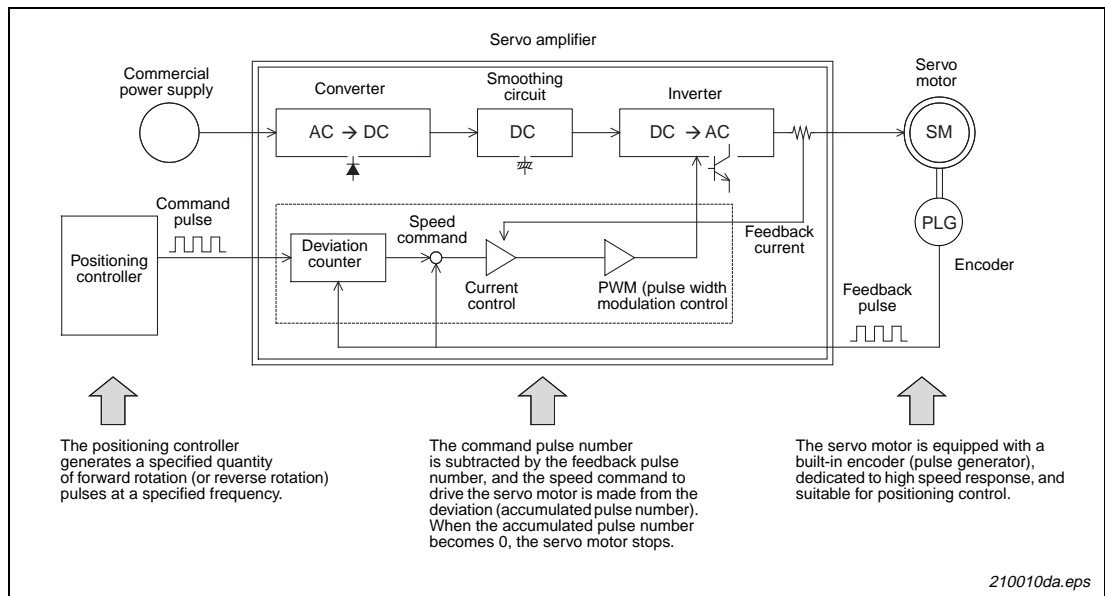 Servo amplifier
Commercial
power supply
Converter
Smoothing
circuit
Inverter
Servo
motor
AC → DC
DC
DC → AC
SM
Command
pulse
Positioning
controller
Deviation
counter
Speed
command
Current
control
PWM (pulse width
modulation control
Feedback
current
PLG
Encoder
Feedback
pulse
The positioning controller
generates a specified quantity
of forward rotation (or reverse rotation)
pulses at a specified frequency.
The command pulse number
is subtracted by the feedback pulse
number, and the speed command to
drive the servo motor is made from the
deviation (accumulated pulse number).
When the accumulated pulse number
becomes 0, the servo motor stops.
The servo motor is equipped with a
built-in encoder (pulse generator),
dedicated to high speed response, and
suitable for positioning control.
210010da.eps